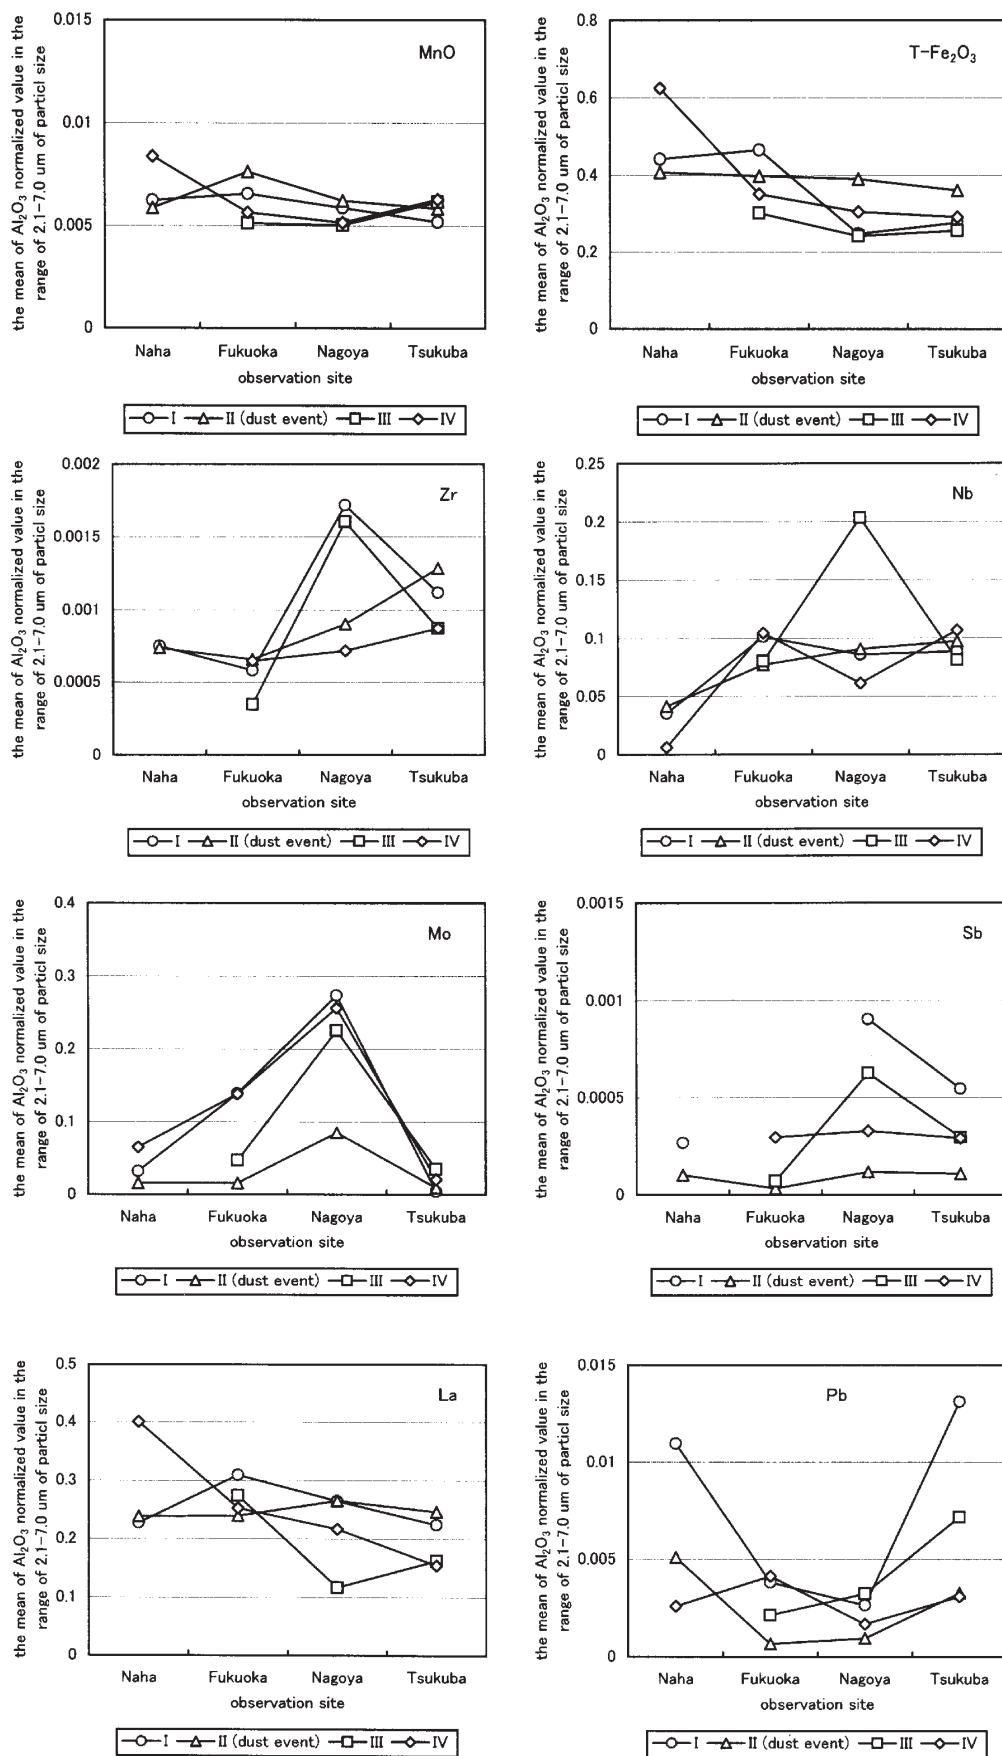 the mean of Al₂O₃ normalized value in the
range of 2.1-7.0 um of particl size
0.015
0.01
0.005
0
MnO
Naha Fukuoka Nagoya Tsukuba
observation site
I II (dust event) III IV
the mean of Al₂O₃ normalized value in the
range of 2.1-7.0 um of particl size
0.8
0.6
0.4
0.2
0
T-Fe₂O₃
Naha Fukuoka Nagoya Tsukuba
observation site
I II (dust event) III IV
the mean of Al₂O₃ normalized value in the
range of 2.1-7.0 um of particl size
0.002
0.0015
0.001
0.0005
0
Zr
Naha Fukuoka Nagoya Tsukuba
observation site
I II (dust event) III IV
the mean of Al₂O₃ normalized value in the
range of 2.1-7.0 um of particl size
0.25
0.2
0.15
0.1
0.05
0
Nb
Naha Fukuoka Nagoya Tsukuba
observation site
I II (dust event) III IV
the mean of Al₂O₃ normalized value in the
range of 2.1-7.0 um of particl size
0.4
0.3
0.2
0.1
0
Mo
Naha Fukuoka Nagoya Tsukuba
observation site
I II (dust event) III IV
the mean of Al₂O₃ normalized value in the
range of 2.1-7.0 um of particl size
0.0015
0.001
0.0005
0
Sb
Naha Fukuoka Nagoya Tsukuba
observation site
I II (dust event) III IV
the mean of Al₂O₃ normalized value in the
range of 2.1-7.0 um of particl size
0.5
0.4
0.3
0.2
0.1
0
La
Naha Fukuoka Nagoya Tsukuba
observation site
I II (dust event) III IV
the mean of Al₂O₃ normalized value in the
range of 2.1-7.0 um of particl size
0.015
0.01
0.005
0
Pb
Naha Fukuoka Nagoya Tsukuba
observation site
I II (dust event) III IV